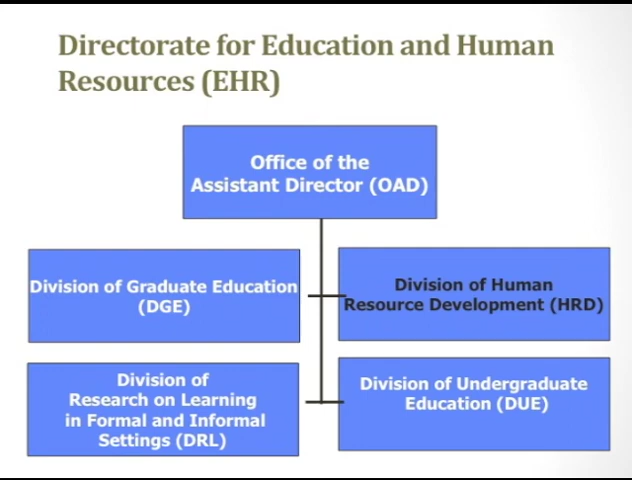 Directorate for Education and Human
Resources (EHR)
Office of the
Assistant Director (OAD)
Division of Graduate Education
(DGE)
Division of Human
Resource Development (HRD)
Division of
Research on Learning
in Formal and Informal
Settings (DRL)
Division of Undergraduate
Education (DUE)